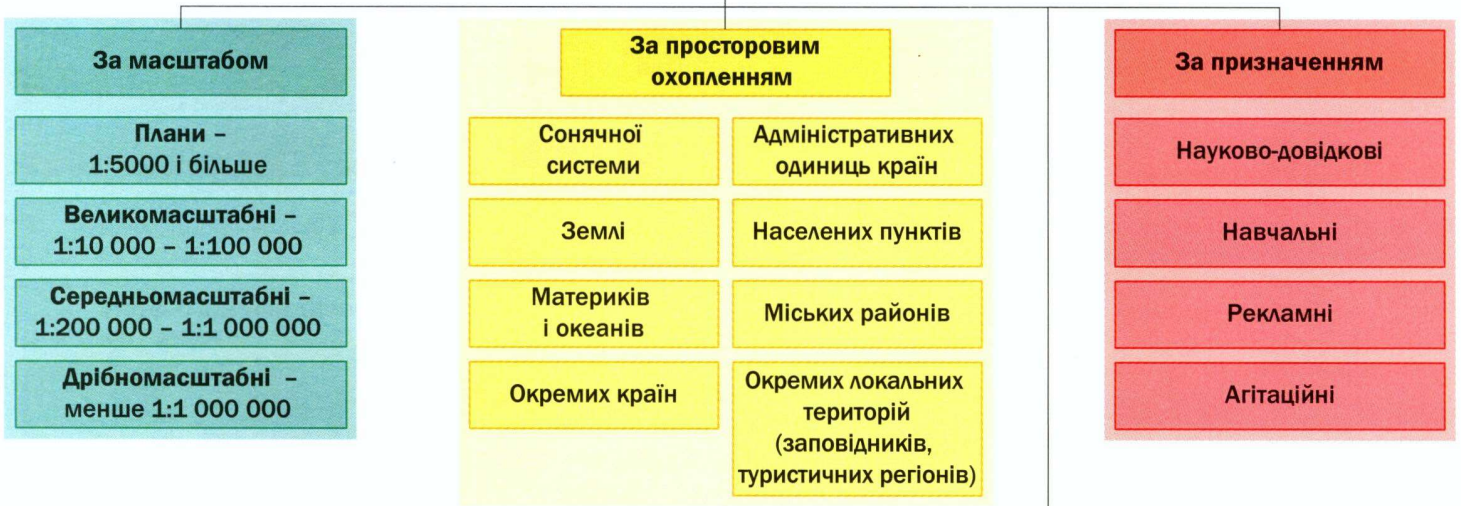 За масштабом
Плани –
1:5000 і більше
Великомасштабні –
1:10 000 – 1:100 000
Середньомасштабні –
1:200 000 – 1:1 000 000
Дрібномасштабні –
менше 1:1 000 000
За просторовим
охопленням
Сонячної
системи
Землі
Материків
і океанів
Окремих країн
Адміністративних
одиниць країн
Населених пунктів
Міських районів
Окремих локальних
територій
(заповідників,
туристичних регіонів)
За призначенням
Науково-довідкові
Навчальні
Рекламні
Агітаційні